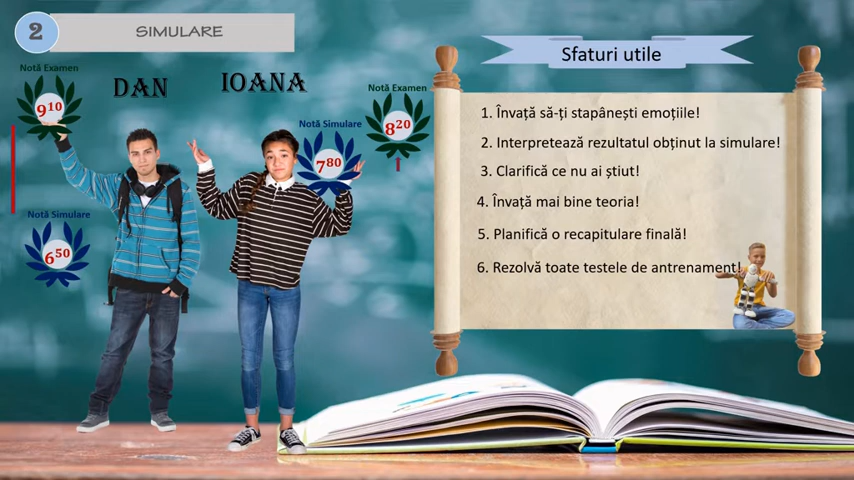 2
SIMULARE
Notă Examen
9¹⁰
DAN
IOANA
Notă Simulare
7⁸⁰
Notă Examen
8²⁰
Notă Simulare
6⁵⁰
Sfaturi utile
1. Învață să-ți stapânești emoțiile!
2. Interpretează rezultatul obținut la simulare!
3. Clarifică ce nu ai știut!
4. Învață mai bine teoria!
5. Planifică o recapitulare finală!
6. Rezolvă toate testele de antrenament!